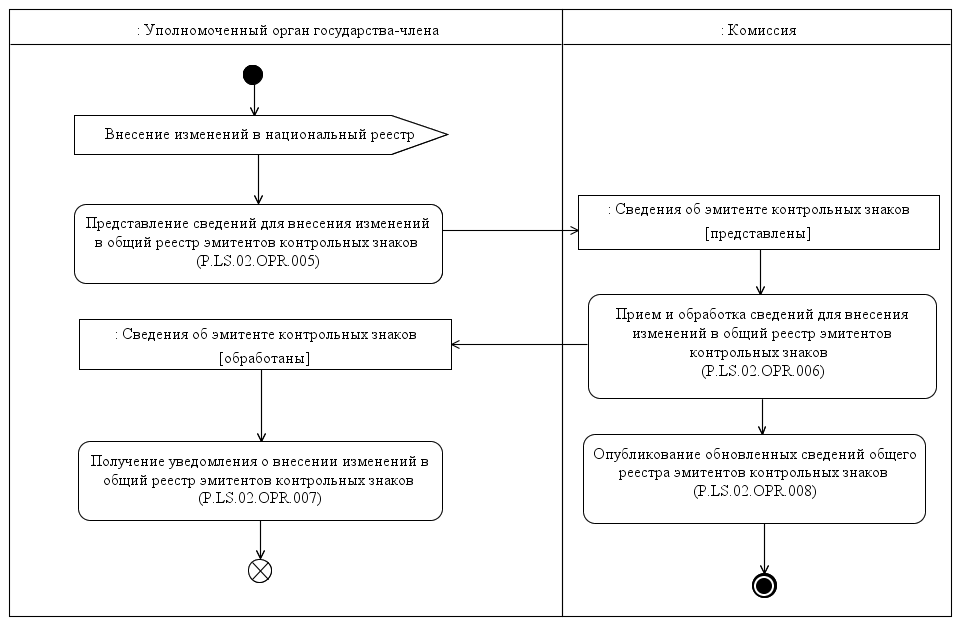 : Уполномоченный орган государства-члена
: Комиссия
Внесение изменений в национальный реестр
Представление сведений для внесения изменений
в общий реестр эмитентов контрольных знаков
(P.LS.02.OPR.005)
: Сведения об эмитенте контрольных знаков
[представлены]
Прием и обработка сведений для внесения
изменений в общий реестр эмитентов
контрольных знаков
(P.LS.02.OPR.006)
: Сведения об эмитенте контрольных знаков
[обработаны]
Получение уведомления о внесении изменений в
общий реестр эмитентов контрольных знаков
(P.LS.02.OPR.007)
Опубликование обновленных сведений общего
реестра эмитентов контрольных знаков
(P.LS.02.OPR.008)